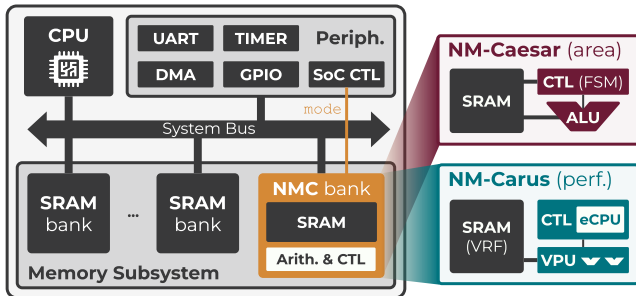 CPU
UART
TIMER
Periph.
DMA
GPIO
SoC CTL
mode
System Bus
SRAM
bank
...
SRAM
bank
NMC bank
SRAM
Arith. & CTL
Memory Subsystem
NM-Caesar (area)
SRAM
CTL (FSM)
ALU
NM-Carus (perf.)
SRAM
(VRF)
CTL
eCPU
VPU